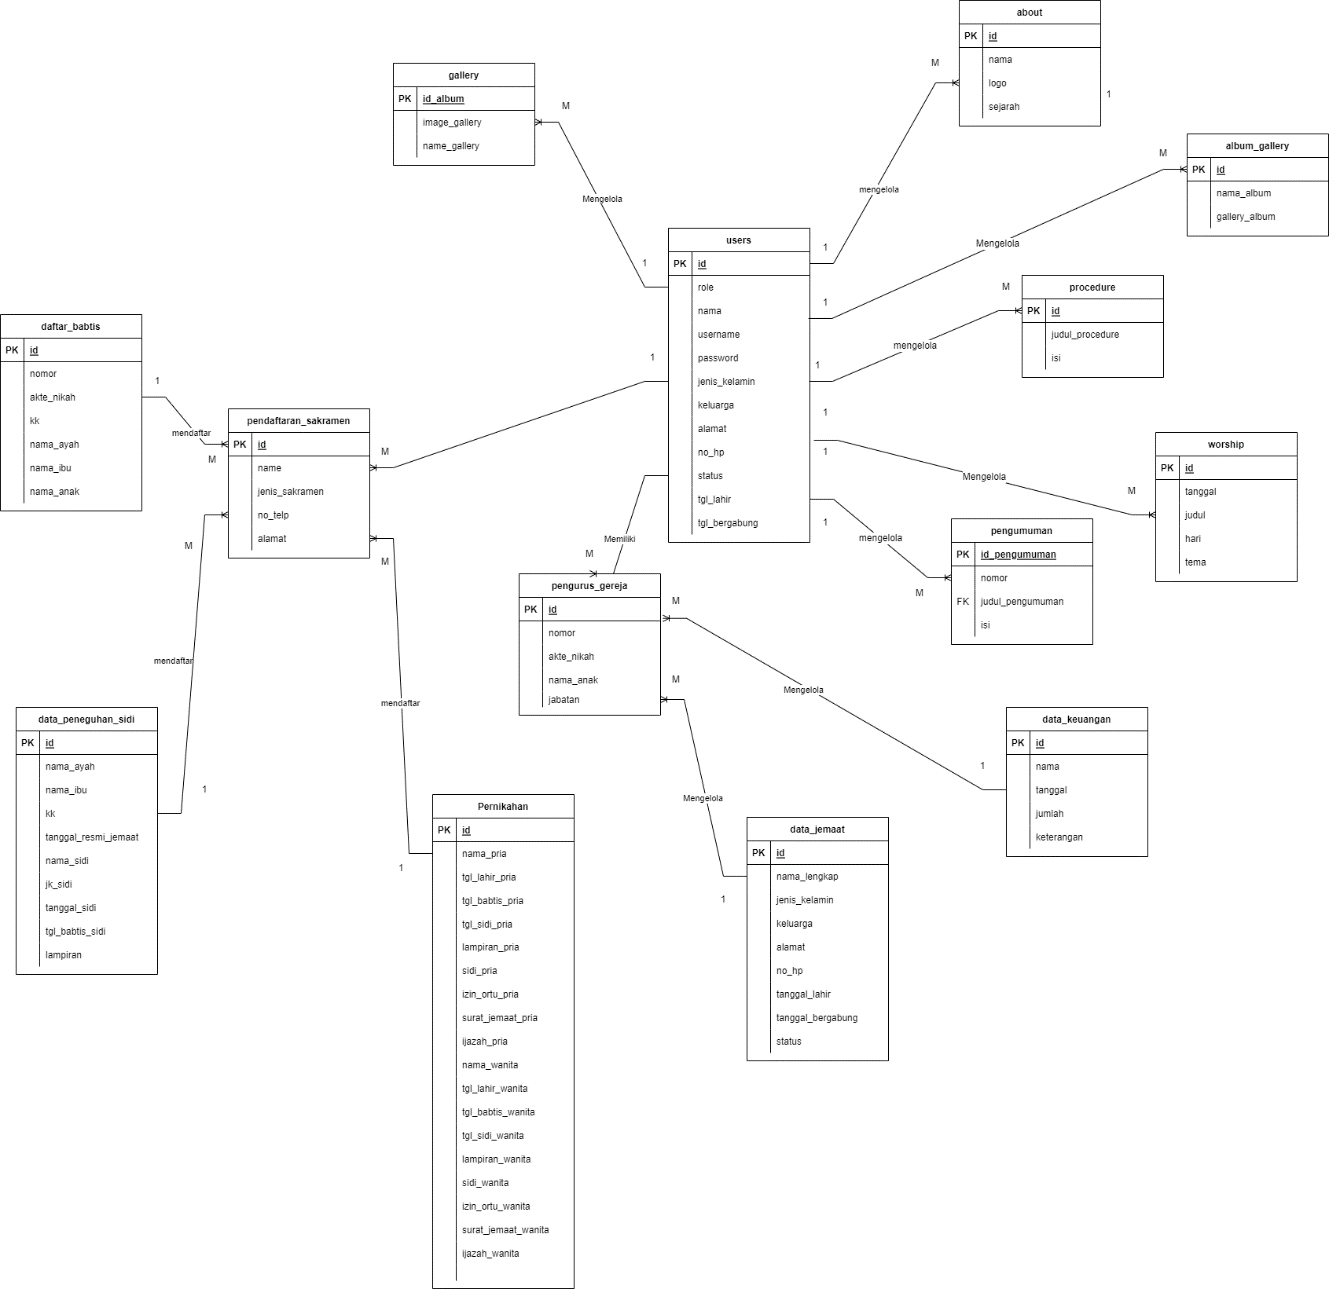 about
PK id
nama
logo
sejarah
M
1
gallery
PK id_album
image_gallery
name_gallery
M
Mengelola
1
mengelola
1
album_gallery
PK id
nama_album
gallery_album
M
Mengelola
1
users
PK id
role
nama
username
password
jenis_kelamin
keluarga
alamat
no_hp
status
tgl_lahir
tgl_bergabung
procedure
PK id
judul_procedure
isi
M
mengelola
1
daftar_babtis
PK id
nomor
akte_nikah
kk
nama_ayah
nama_ibu
nama_anak
1
mendaftar
M
pendaftaran_sakramen
PK id
name
jenis_sakramen
no_telp
alamat
1
M
M
M
worship
PK id
tanggal
judul
hari
tema
1
1
Mengelola
M
pengumuman
PK id_pengumuman
nomor
FK judul_pengumuman
isi
1
mengelola
M
Memiliki
M
pengurus_gereja
PK id
nomor
akte_nikah
nama_anak
jabatan
M
M
Mengelola
1
Mengelola
1
mendaftar
1
mendaftar
1
data_peneguhan_sidi
PK id
nama_ayah
nama_ibu
kk
tanggal_resmi_jemaat
nama_sidi
jk_sidi
tanggal_sidi
tgl_babtis_sidi
lampiran
data_keuangan
PK id
nama
tanggal
jumlah
keterangan
Pernikahan
PK id
nama_pria
tgl_lahir_pria
tgl_babtis_pria
tgl_sidi_pria
lampiran_pria
sidi_pria
izin_ortu_pria
surat_jemaat_pria
ijazah_pria
nama_wanita
tgl_lahir_wanita
tgl_babtis_wanita
tgl_sidi_wanita
lampiran_wanita
sidi_wanita
izin_ortu_wanita
surat_jemaat_wanita
ijazah_wanita
data_jemaat
PK id
nama_lengkap
jenis_kelamin
keluarga
alamat
no_hp
tanggal_lahir
tanggal_bergabung
status